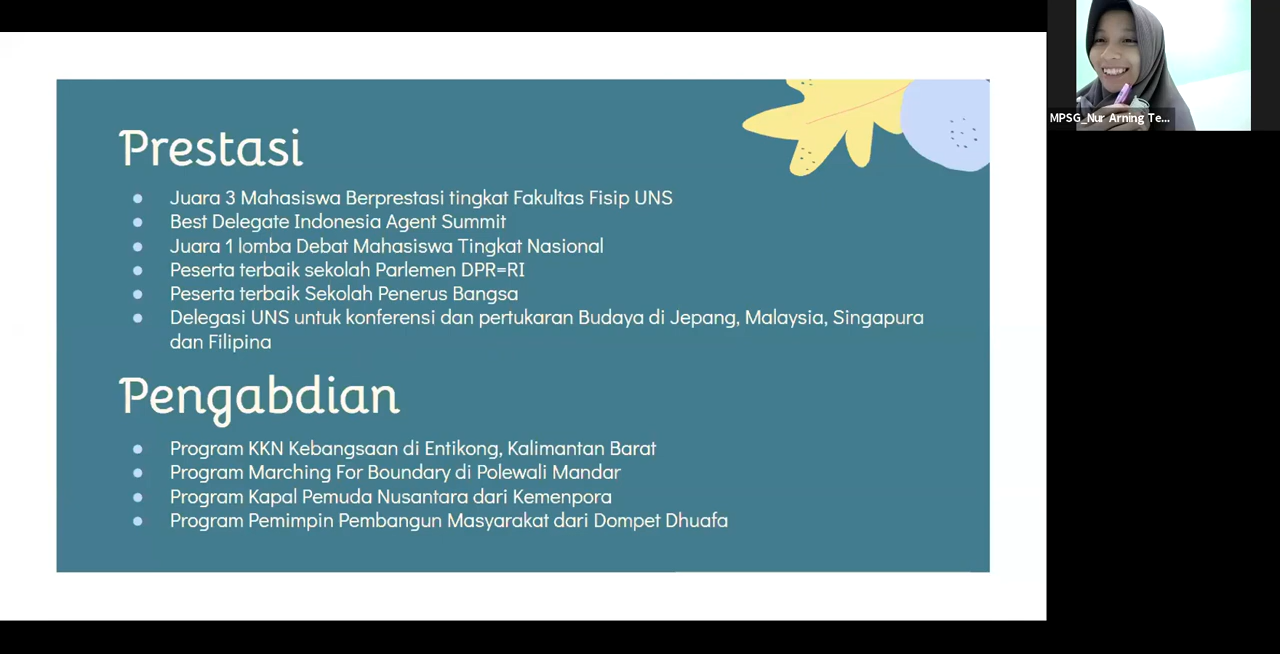 Prestasi
Juara 3 Mahasiswa Berprestasi tingkat Fakultas Fisip UNS
Best Delegate Indonesia Agent Summit
Juara 1 lomba Debat Mahasiswa Tingkat Nasional
Peserta terbaik sekolah Parlemen DPR=RI
Peserta terbaik Sekolah Penerus Bangsa
Delegasi UNS untuk konferensi dan pertukaran Budaya di Jepang, Malaysia, Singapura
dan Filipina
Pengabdian
Program KKN Kebangsaan di Entikong, Kalimantan Barat
Program Marching For Boundary di Polewali Mandar
Program Kapal Pemuda Nusantara dari Kemenpora
Program Pemimpin Pembangun Masyarakat dari Dompet Dhuafa
MPSG_Nur Arning Te...